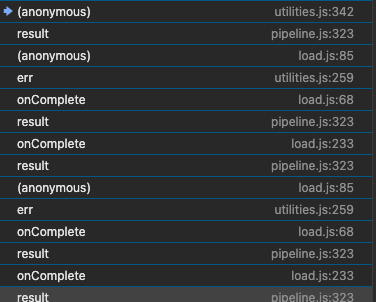 (anonymous) utilities.js:342
result pipeline.js:323
(anonymous) load.js:85
err utilities.js:259
onComplete load.js:68
result pipeline.js:323
onComplete load.js:233
result pipeline.js:323
(anonymous) load.js:85
err utilities.js:259
onComplete load.js:68
result pipeline.js:323
onComplete load.js:233
result pipeline.js:323